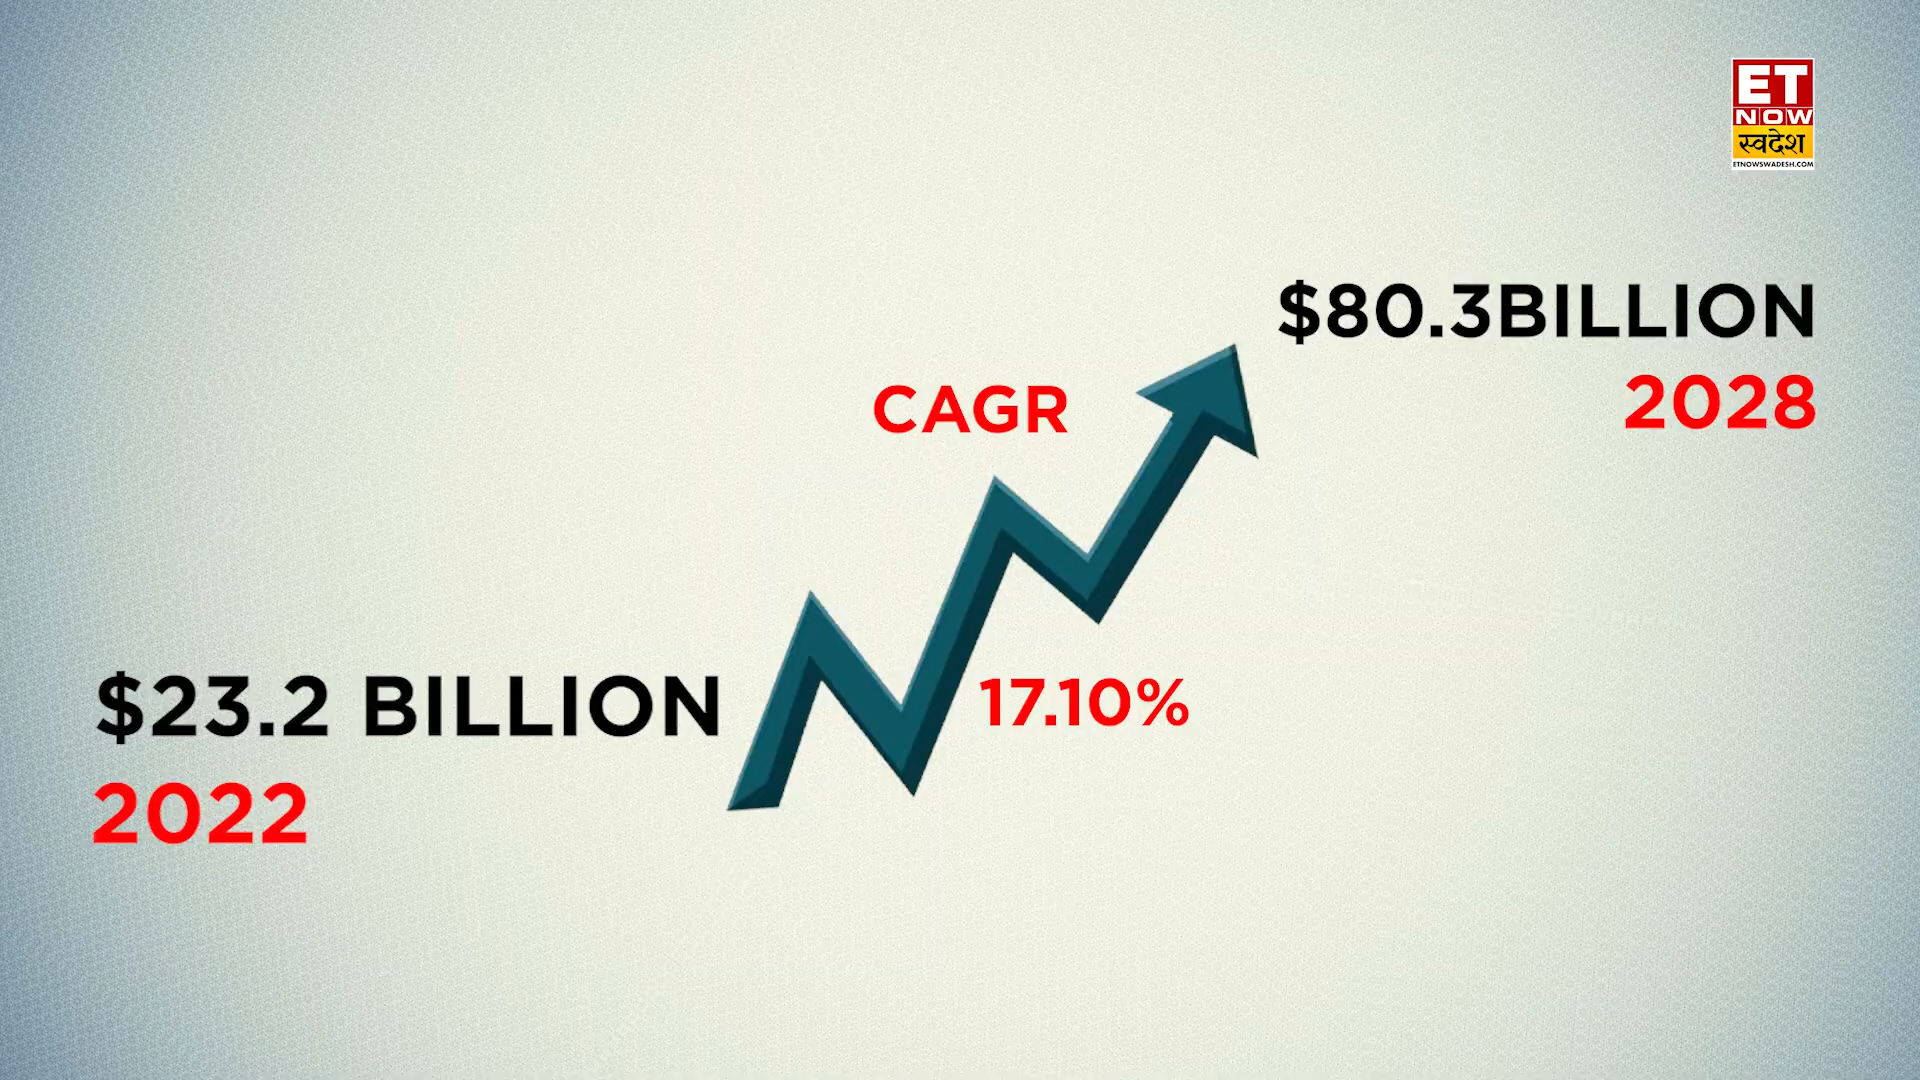 ET
NOW
स्वदेश
ETNOWSWADESH.COM
$80.3BILLION
2028
CAGR
$23.2 BILLION
2022
17.10%